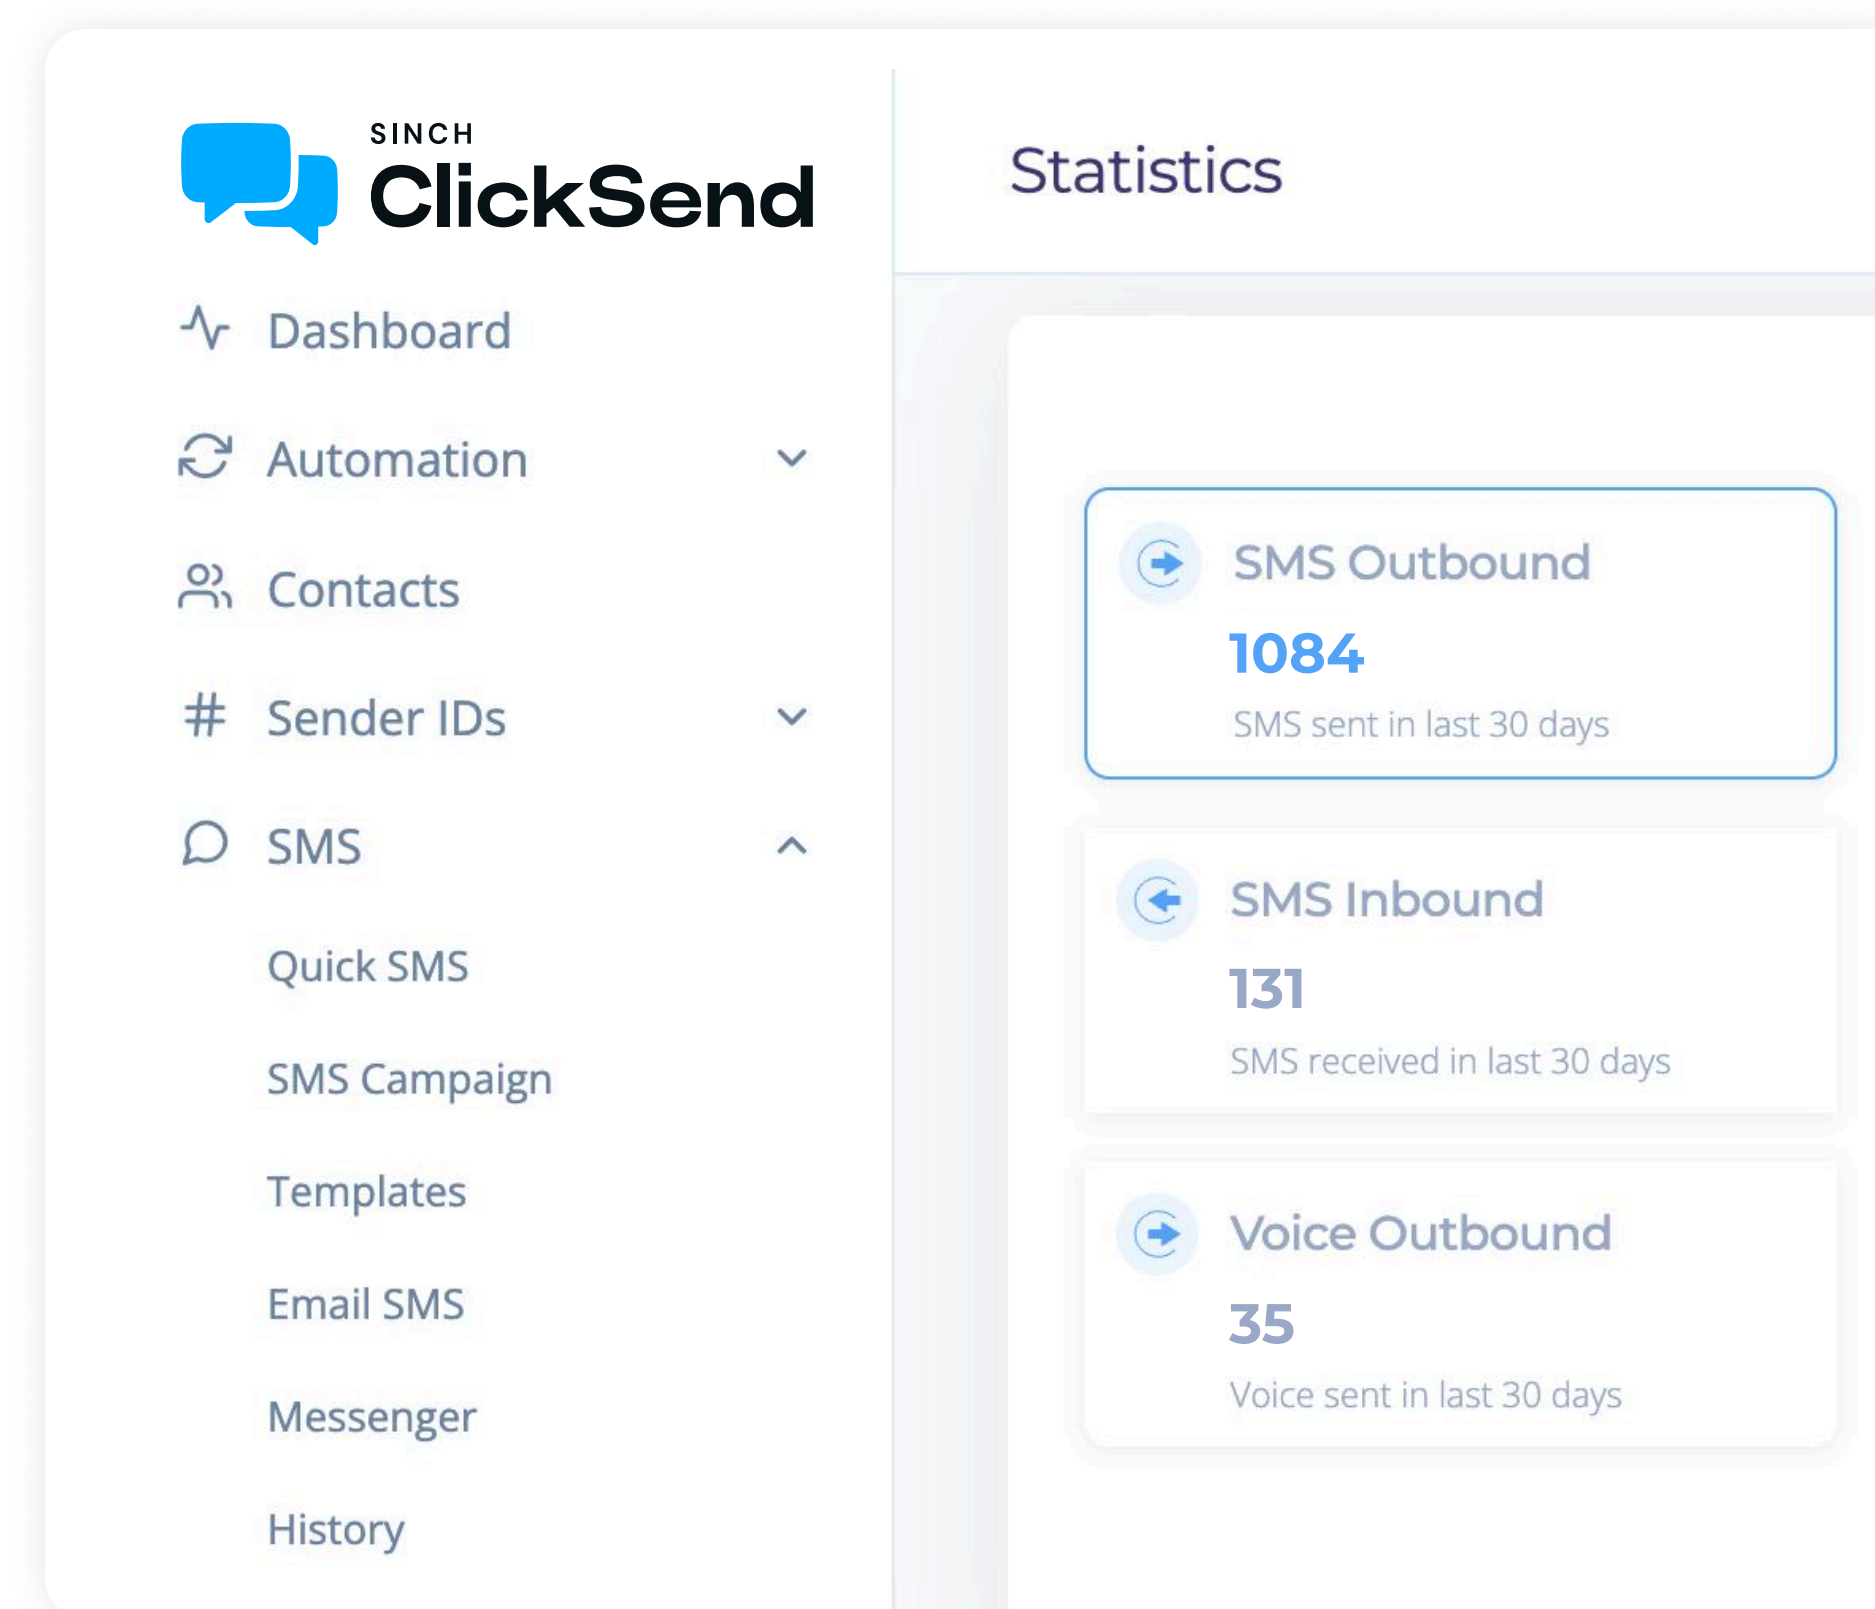 SINCH
ClickSend
Dashboard
Automation
Contacts
Sender IDs
SMS
Quick SMS
SMS Campaign
Templates
Email SMS
Messenger
History
Statistics
SMS Outbound
1084
SMS sent in last 30 days
SMS Inbound
131
SMS received in last 30 days
Voice Outbound
35
Voice sent in last 30 days